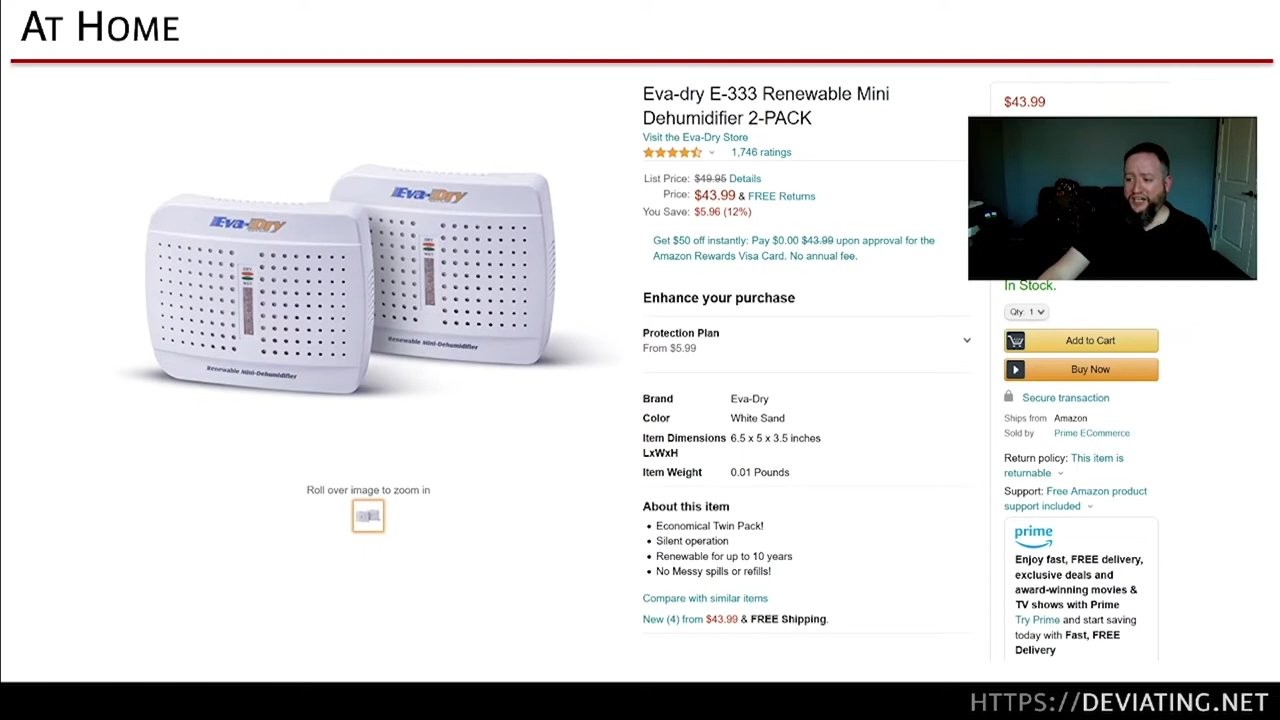 AT HOME
Eva-Dry
DRY
WET
Renewable Mini-Dehumidifier
Eva-Dry
DRY
WET
Renewable Mini-Dehumidifier
Roll over image to zoom in
Eva-dry E-333 Renewable Mini
Dehumidifier 2-PACK
Visit the Eva-Dry Store
1,746 ratings
List Price: $49.95 Details
Price: $43.99 & FREE Returns
You Save: $5.96 (12%)
Get $50 off instantly: Pay $0.00 $43.99 upon approval for the
Amazon Rewards Visa Card. No annual fee.
Enhance your purchase
Protection Plan
From $5.99
Brand Eva-Dry
Color White Sand
Item Dimensions 6.5 x 5 x 3.5 inches
LxWxH
Item Weight 0.01 Pounds
About this item
• Economical Twin Pack!
• Silent operation
• Renewable for up to 10 years
• No Messy spills or refills!
Compare with similar items
New (4) from $43.99 & FREE Shipping.
$43.99
In Stock.
Qty: 1
Add to Cart
Buy Now
Secure transaction
Ships from Amazon
Sold by Prime ECommerce
Return policy: This item is
returnable
Support: Free Amazon product
support included
prime
Enjoy fast, FREE delivery,
exclusive deals and
award-winning movies &
TV shows with Prime
Try Prime and start saving
today with Fast, FREE
Delivery
HTTPS://DEVIATING.NET